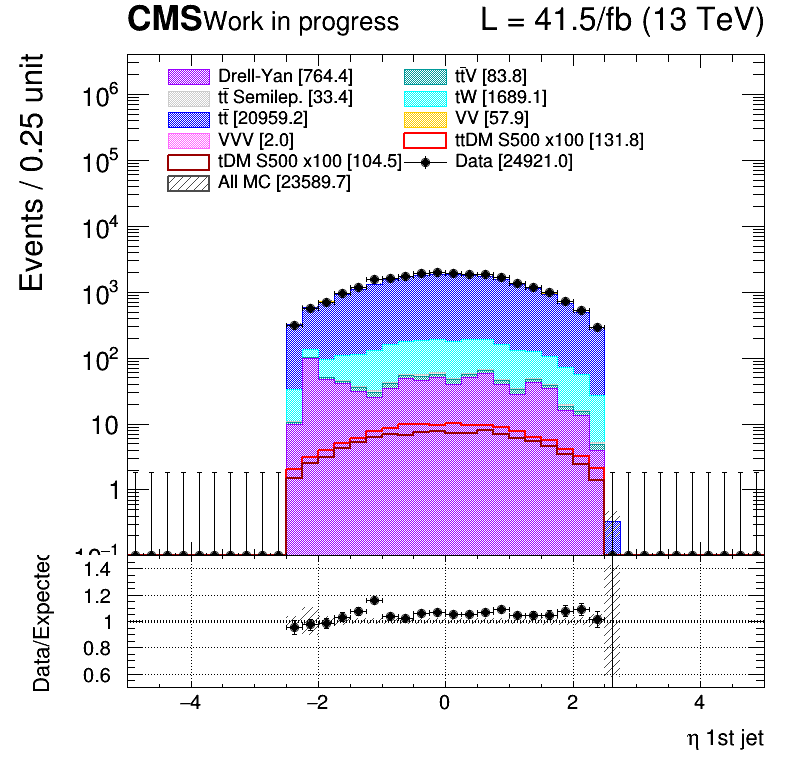 CMS Work in progress L = 41.5/fb (13 TeV)
Events / 0.25 unit
Drell-Yan [764.4] tt̄V [83.8]
tt̄ Semilep. [33.4] tW [1689.1]
tt̄ [20959.2] VV [57.9]
VVV [2.0] ttDM S500 x100 [131.8]
tDM S500 x100 [104.5] Data [24921.0]
All MC [23589.7]
10⁶
10⁵
10⁴
10³
10²
10
1
10⁻¹
Data/Expected
1.4
1.2
1
0.8
0.6
−4 −2 0 2 4
η 1st jet